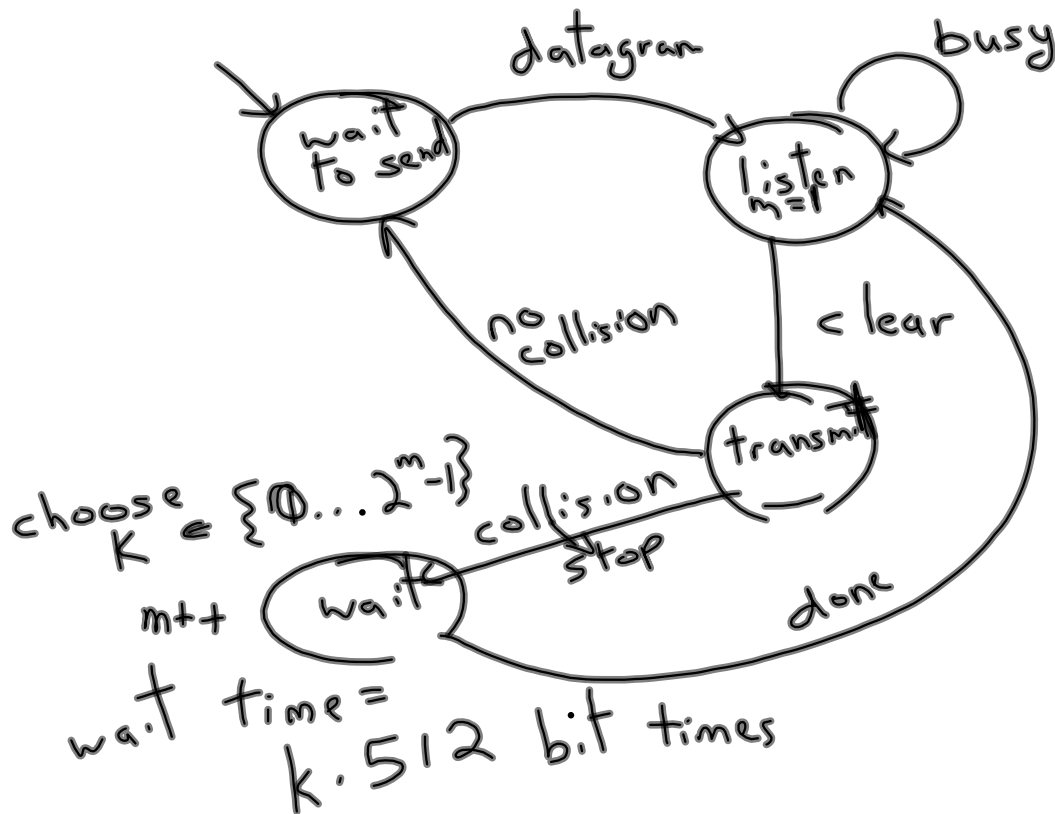 datagram
busy
wait
to send
listen
m=1
clear
no
collision
transmit
choose
k ∈ {0...2^m-1}
collision
stop
wait
m++
done
wait time=
k.512 bit times